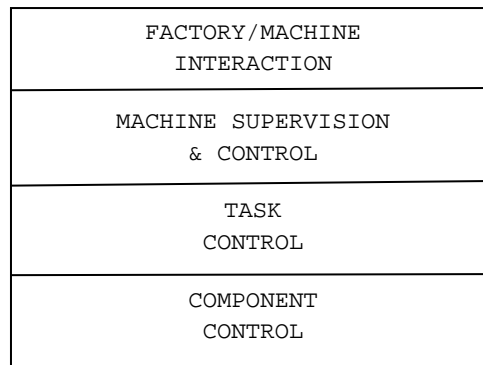 FACTORY/MACHINE
INTERACTION
MACHINE SUPERVISION
& CONTROL
TASK
CONTROL
COMPONENT
CONTROL